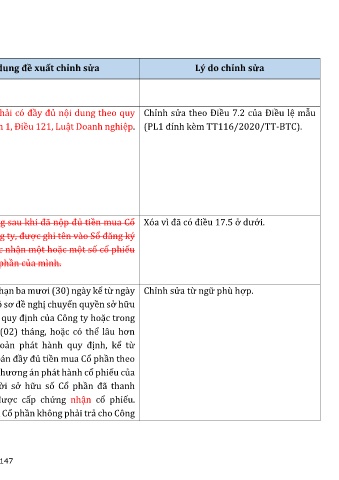 dung đề xuất chỉnh sửa
Lý do chỉnh sửa
hải có đầy đủ nội dung theo quy
n 1, Điều 121, Luật Doanh nghiệp.
Chỉnh sửa theo Điều 7.2 của Điều lệ mẫu
(PL1 đính kèm TT116/2020/TT-BTC).
g sau khi đã nộp đủ tiền mua Cổ
g ty, được ghi tên vào Sổ đăng ký
c nhận một hoặc một số cổ phiếu
phần của mình.
Xóa vì đã có điều 17.5 ở dưới.
hạn ba mươi (30) ngày kể từ ngày
ồ sơ đề nghị chuyển quyền sở hữu
quy định của Công ty hoặc trong
(02) tháng, hoặc có thể lâu hơn
oản phát hành quy định, kể từ
oán đầy đủ tiền mua Cổ phần theo
hương án phát hành cổ phiếu của
ời sở hữu số Cổ phần đã thanh
được cấp chứng nhận cổ phiếu.
Cổ phần không phải trả cho Công
Chỉnh sửa từ ngữ phù hợp.
147